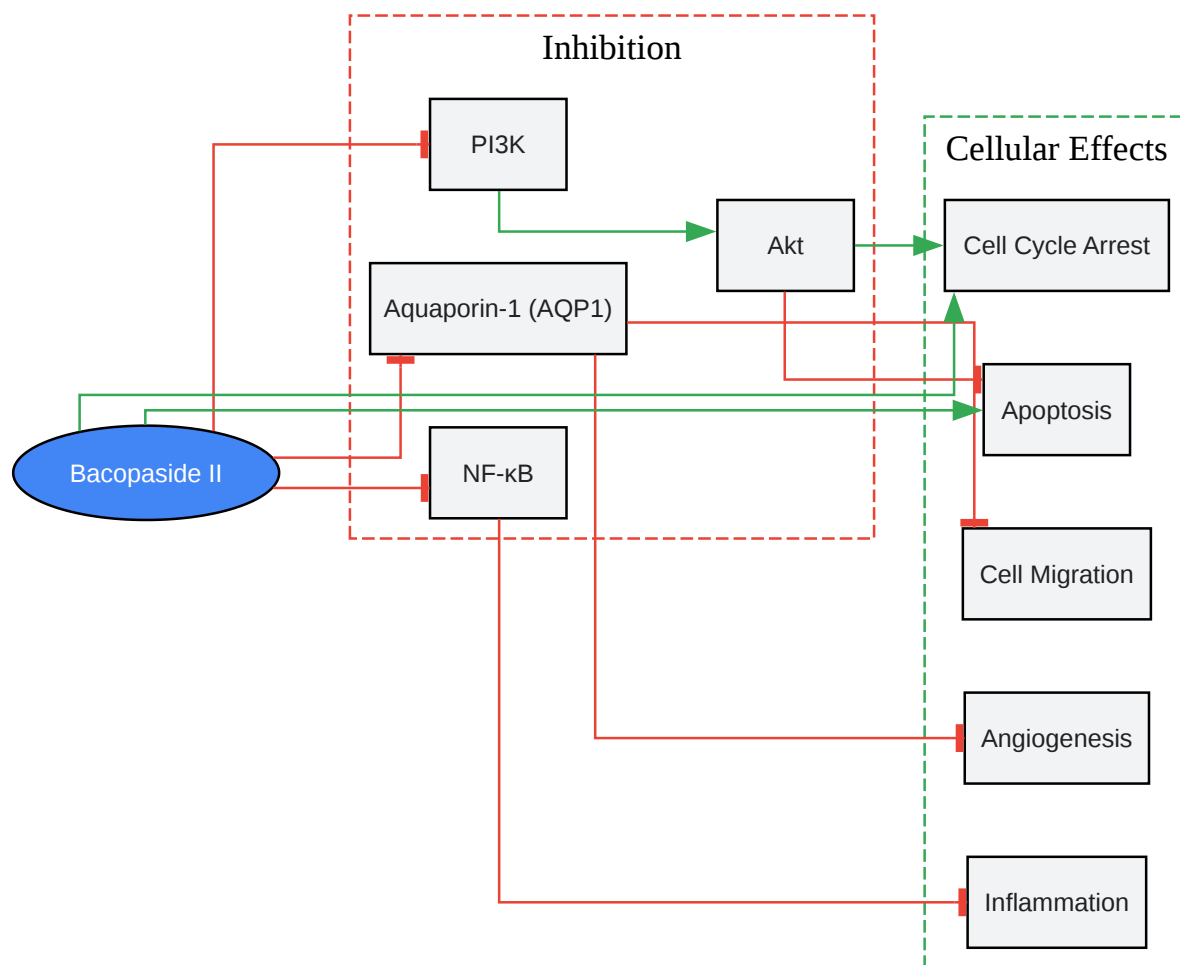 Inhibition
PI3K
Cellular Effects
Akt
Cell Cycle Arrest
Aquaporin-1 (AQP1)
Apoptosis
Bacopaside II
NF-κB
Cell Migration
Angiogenesis
Inflammation